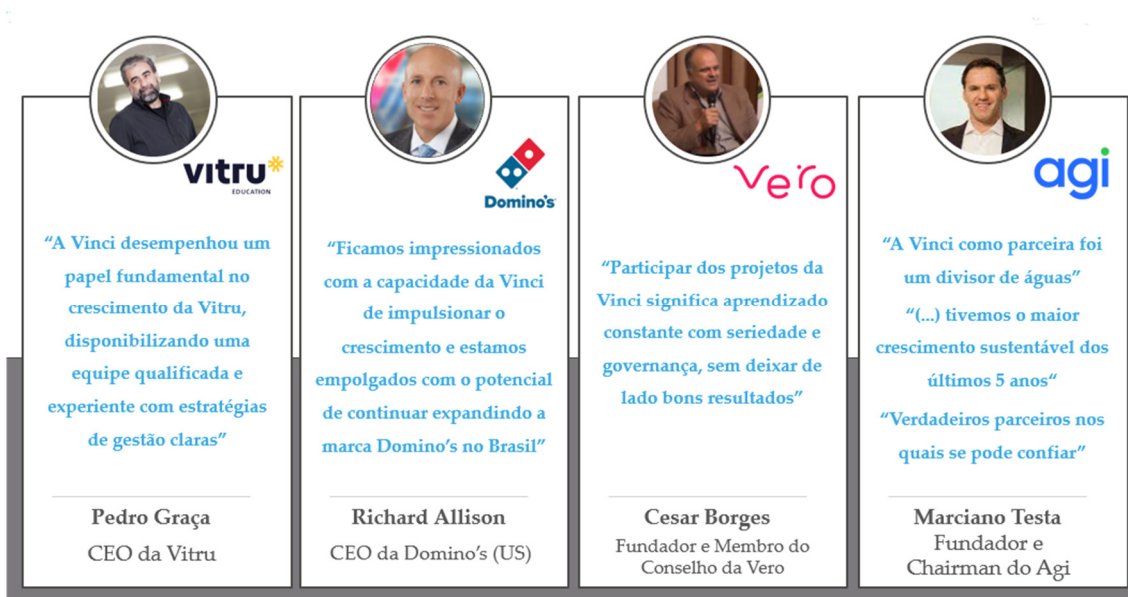 vitru
EDUCATION
“A Vinci desempenhou um
papel fundamental no
crescimento da Vitru,
disponibilizando uma
equipe qualificada e
experiente com estratégias
de gestão claras”
Pedro Graça
CEO da Vitru
Domino's
“Ficamos impressionados
com a capacidade da Vinci
de impulsionar o
crescimento e estamos
empolgados com o potencial
de continuar expandindo a
marca Domino’s no Brasil”
Richard Allison
CEO da Domino’s (US)
vero
“Participar dos projetos da
Vinci significa aprendizado
constante com seriedade e
governança, sem deixar de
lado bons resultados”
Cesar Borges
Fundador e Membro do
Conselho da Vero
agi
“A Vinci como parceira foi
um divisor de águas”
“(...) tivemos o maior
crescimento sustentável dos
últimos 5 anos“
“Verdadeiros parceiros nos
quais se pode confiar”
Marciano Testa
Fundador e
Chairman do Agi